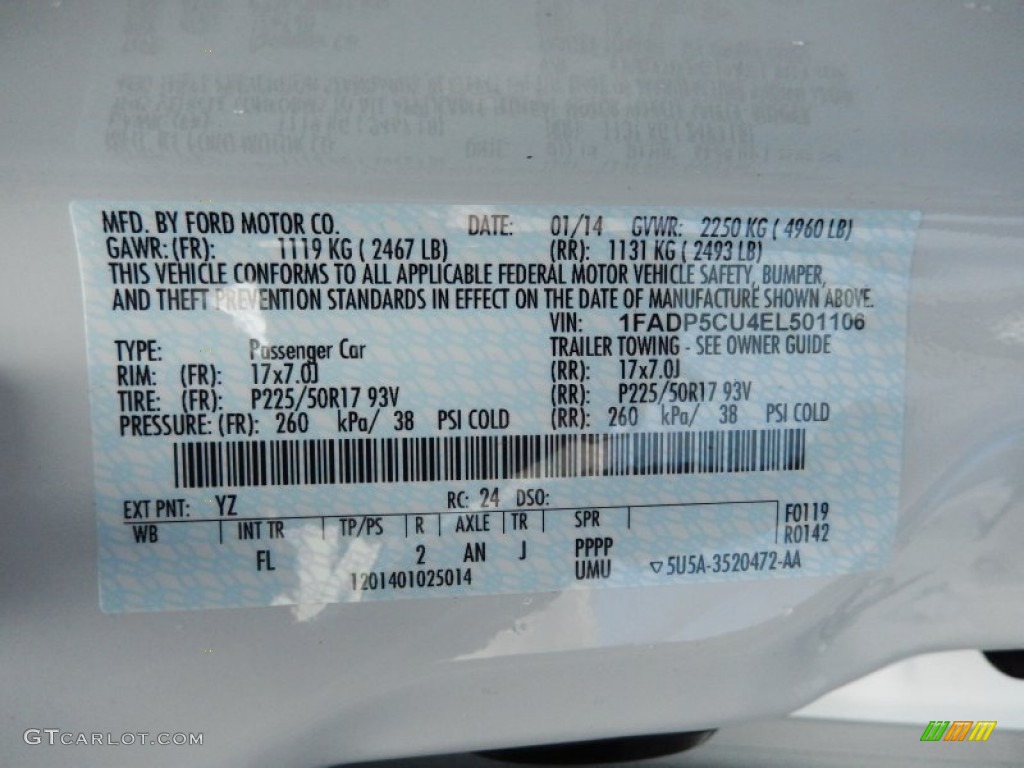 MFD. BY FORD MOTOR CO. DATE: 01/14 GVWR: 2250 KG ( 4960 LB)
GAWR: (FR): 1119 KG ( 2467 LB) (RR): 1131 KG ( 2493 LB)
THIS VEHICLE CONFORMS TO ALL APPLICABLE FEDERAL MOTOR VEHICLE SAFETY, BUMPER,
AND THEFT PREVENTION STANDARDS IN EFFECT ON THE DATE OF MANUFACTURE SHOWN ABOVE.
VIN: 1FADP5CU4EL501106
TYPE: Passenger Car TRAILER TOWING - SEE OWNER GUIDE
RIM: (FR): 17x7.0J (RR): 17x7.0J
TIRE: (FR): P225/50R17 93V (RR): P225/50R17 93V
PRESSURE: (FR): 260 kPa/ 38 PSI COLD (RR): 260 kPa/ 38 PSI COLD
EXT PNT: YZ RC: 24 DSO: F0119
WB INT TR TP/PS R AXLE TR SPR R0142
FL 2 AN J PPPP
1201401025014 UMU ▽5U5A-3520472-AA
GTCARLOT.COM